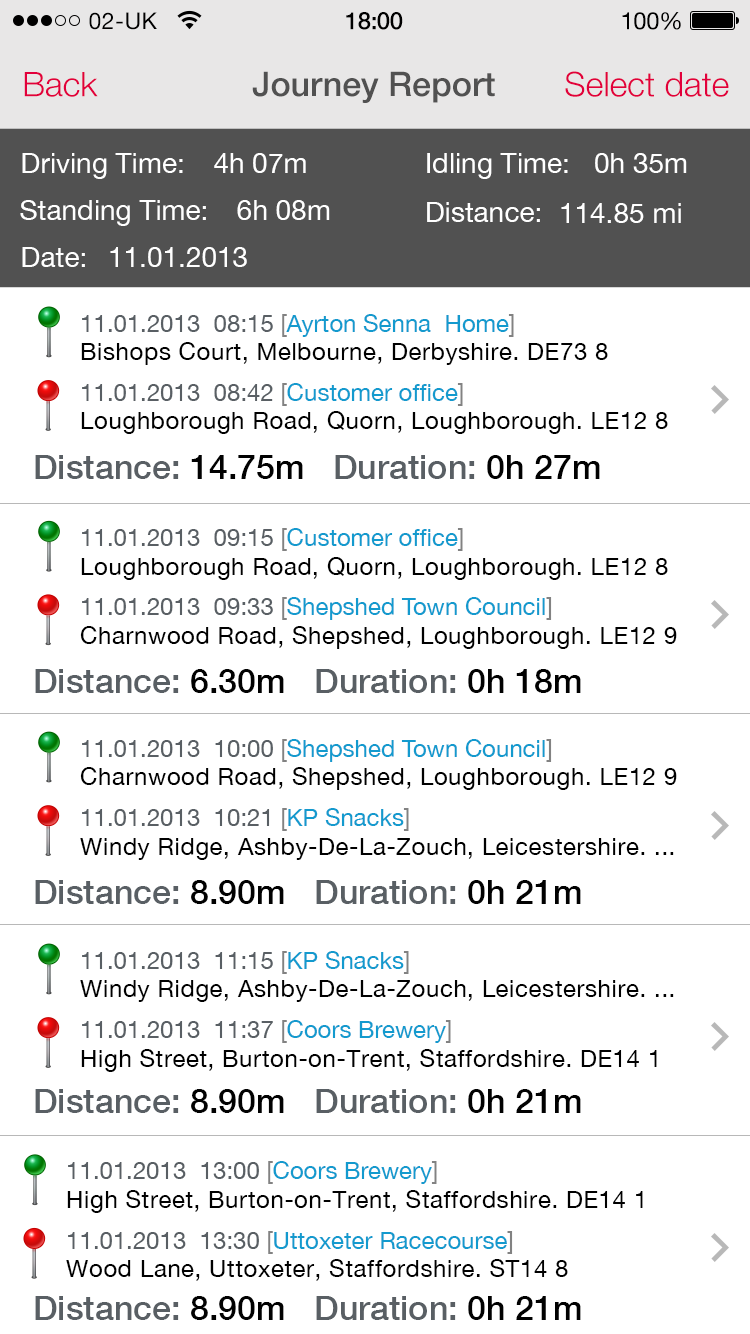 02-UK 18:00 100%
Back Journey Report Select date
Driving Time: 4h 07m Idling Time: 0h 35m
Standing Time: 6h 08m Distance: 114.85 mi
Date: 11.01.2013
11.01.2013 08:15 [Ayrton Senna Home]
Bishops Court, Melbourne, Derbyshire. DE73 8
11.01.2013 08:42 [Customer office]
Loughborough Road, Quorn, Loughborough. LE12 8
Distance: 14.75m Duration: 0h 27m
11.01.2013 09:15 [Customer office]
Loughborough Road, Quorn, Loughborough. LE12 8
11.01.2013 09:33 [Shepshed Town Council]
Charnwood Road, Shepshed, Loughborough. LE12 9
Distance: 6.30m Duration: 0h 18m
11.01.2013 10:00 [Shepshed Town Council]
Charnwood Road, Shepshed, Loughborough. LE12 9
11.01.2013 10:21 [KP Snacks]
Windy Ridge, Ashby-De-La-Zouch, Leicestershire. ...
Distance: 8.90m Duration: 0h 21m
11.01.2013 11:15 [KP Snacks]
Windy Ridge, Ashby-De-La-Zouch, Leicestershire. ...
11.01.2013 11:37 [Coors Brewery]
High Street, Burton-on-Trent, Staffordshire. DE14 1
Distance: 8.90m Duration: 0h 21m
11.01.2013 13:00 [Coors Brewery]
High Street, Burton-on-Trent, Staffordshire. DE14 1
11.01.2013 13:30 [Uttoxeter Racecourse]
Wood Lane, Uttoxeter, Staffordshire. ST14 8
Distance: 8.90m Duration: 0h 21m